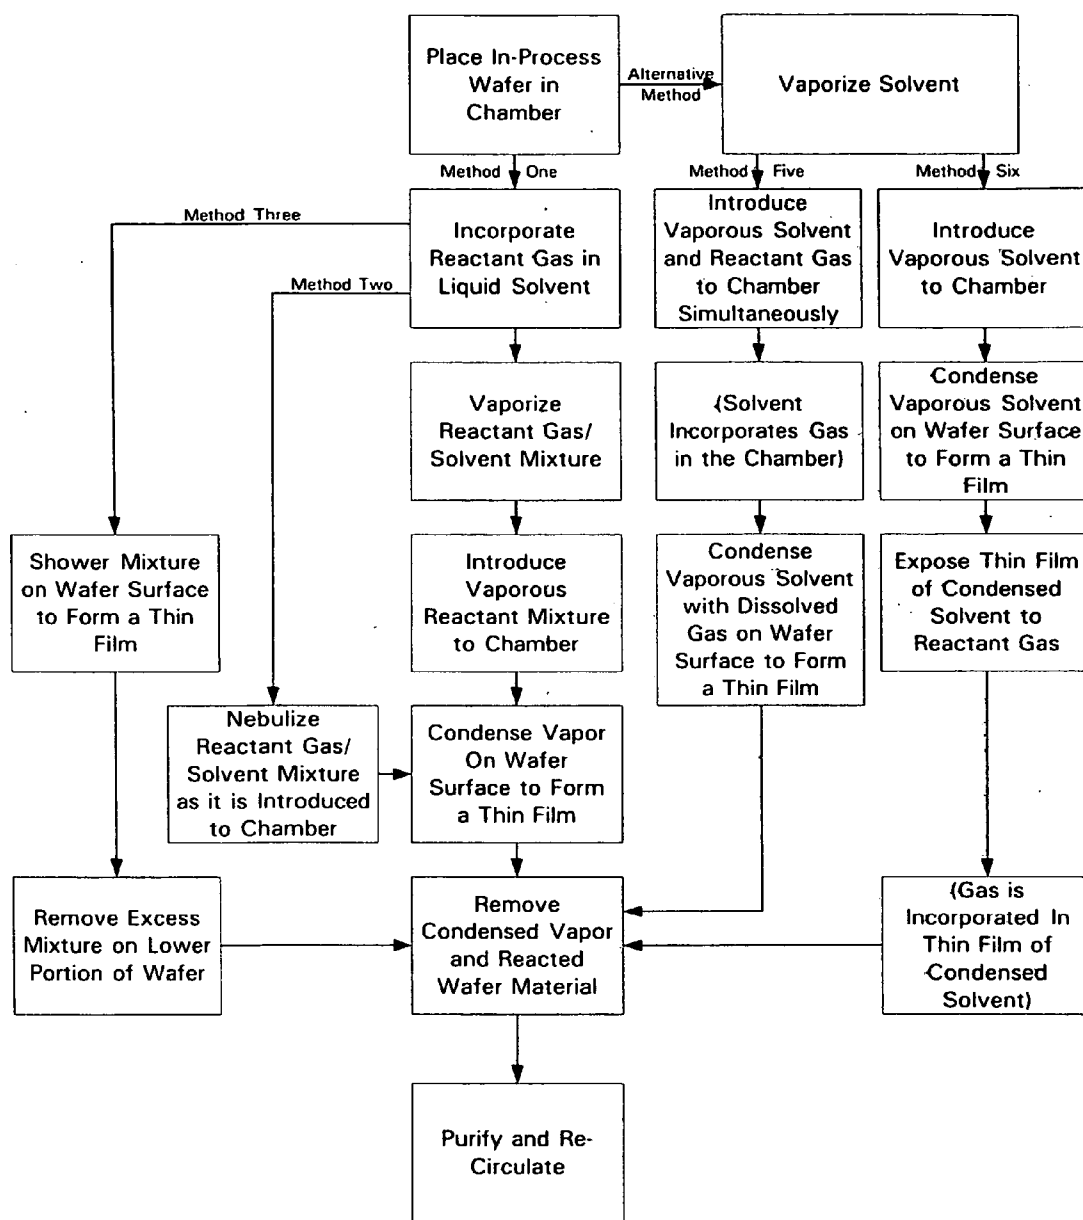 Place In-Process
Wafer in
Chamber
Alternative
Method
Vaporize Solvent
Method One
Method Five
Method Six
Method Three
Incorporate
Reactant Gas in
Liquid Solvent
Method Two
Introduce
Vaporous Solvent
and Reactant Gas
to Chamber
Simultaneously
Introduce
Vaporous Solvent
to Chamber
Vaporize
Reactant Gas/
Solvent Mixture
(Solvent
Incorporates Gas
in the Chamber)
Condense
Vaporous Solvent
on Wafer Surface
to Form a Thin
Film
Shower Mixture
on Wafer Surface
to Form a Thin
Film
Introduce
Vaporous
Reactant Mixture
to Chamber
Condense
Vaporous Solvent
with Dissolved
Gas on Wafer
Surface to Form
a Thin Film
Expose Thin Film
of Condensed
Solvent to
Reactant Gas
Nebulize
Reactant Gas/
Solvent Mixture
as it is Introduced
to Chamber
Condense Vapor
On Wafer
Surface to Form
a Thin Film
Remove Excess
Mixture on Lower
Portion of Wafer
Remove
Condensed Vapor
and Reacted
Wafer Material
(Gas is
Incorporated In
Thin Film of
Condensed
Solvent)
Purify and Re-
Circulate